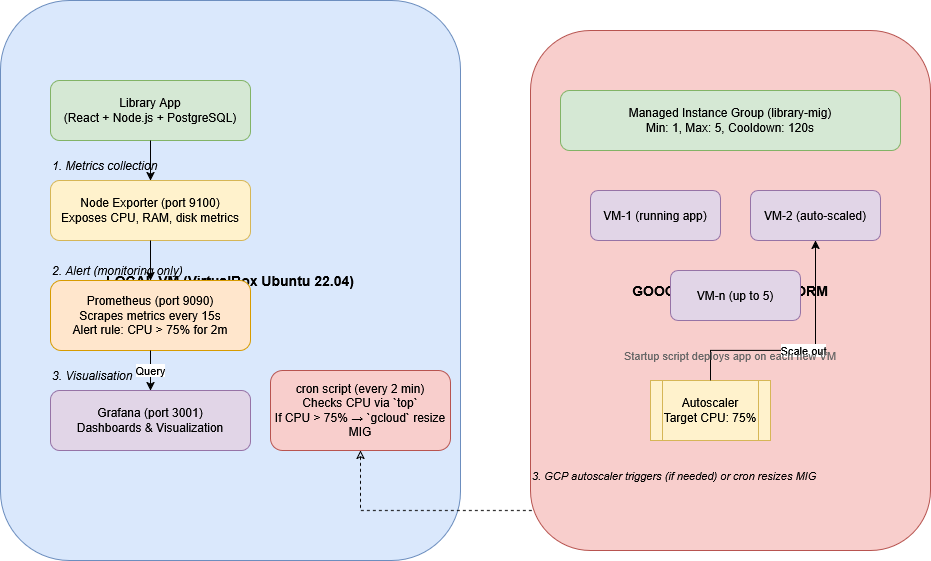 Library App
(React + Node.js + PostgreSQL)
1. Metrics collection
Node Exporter (port 9100)
Exposes CPU, RAM, disk metrics
2. Alert (monitoring only)
VM (VirtualBox Ubuntu 22.04)
Prometheus (port 9090)
Scrapes metrics every 15s
Alert rule: CPU > 75% for 2m
Query
3. Visualisation
Grafana (port 3001)
Dashboards & Visualization
cron script (every 2 min)
Checks CPU via `top`
If CPU > 75% → `gcloud` resize
MIG
Managed Instance Group (library-mig)
Min: 1, Max: 5, Cooldown: 120s
VM-1 (running app)
VM-2 (auto-scaled)
VM-n (up to 5)
Scale out
Startup script deploys app on each new VM
Autoscaler
Target CPU: 75%
3. GCP autoscaler triggers (if needed) or cron resizes MIG